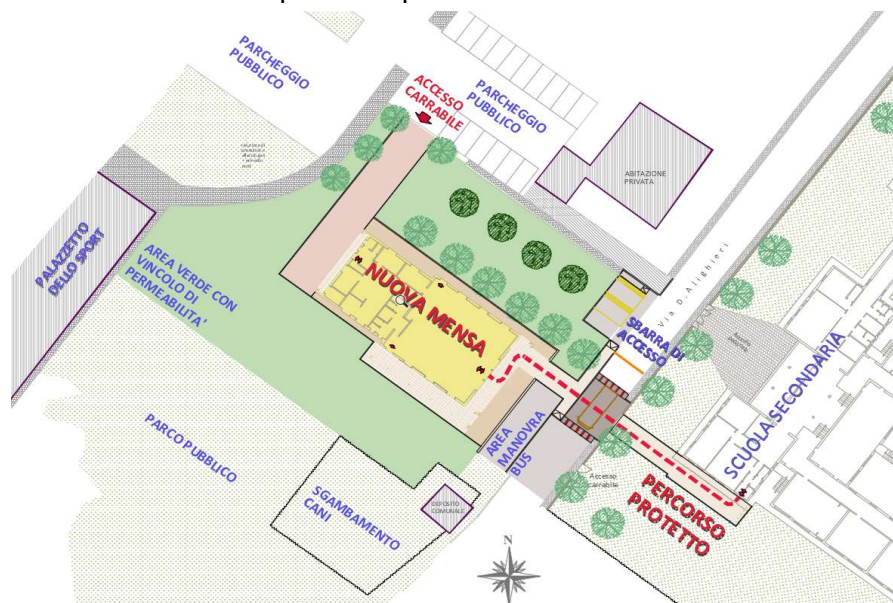 PARCHEGGIO
PUBBLICO
ACCESSO
CARRABILE
PARCHEGGIO
PUBBLICO
ABITAZIONE
PRIVATA
PALAZZETTO
DELLO SPORT
AREA VERDE CON
VINCOLO DI
PERMEABILITA'
NUOVA MENSA
Via D.Alighieri
SBARRA DI
ACCESSO
SCUOLA SECONDARIA
PARCO PUBBLICO
AREA
MANOVRA
BUS
SGAMBAMENTO
CANI
DEPOSITO
COMUNALE
Accesso
carrabile
PERCORSO
PROTETTO
N